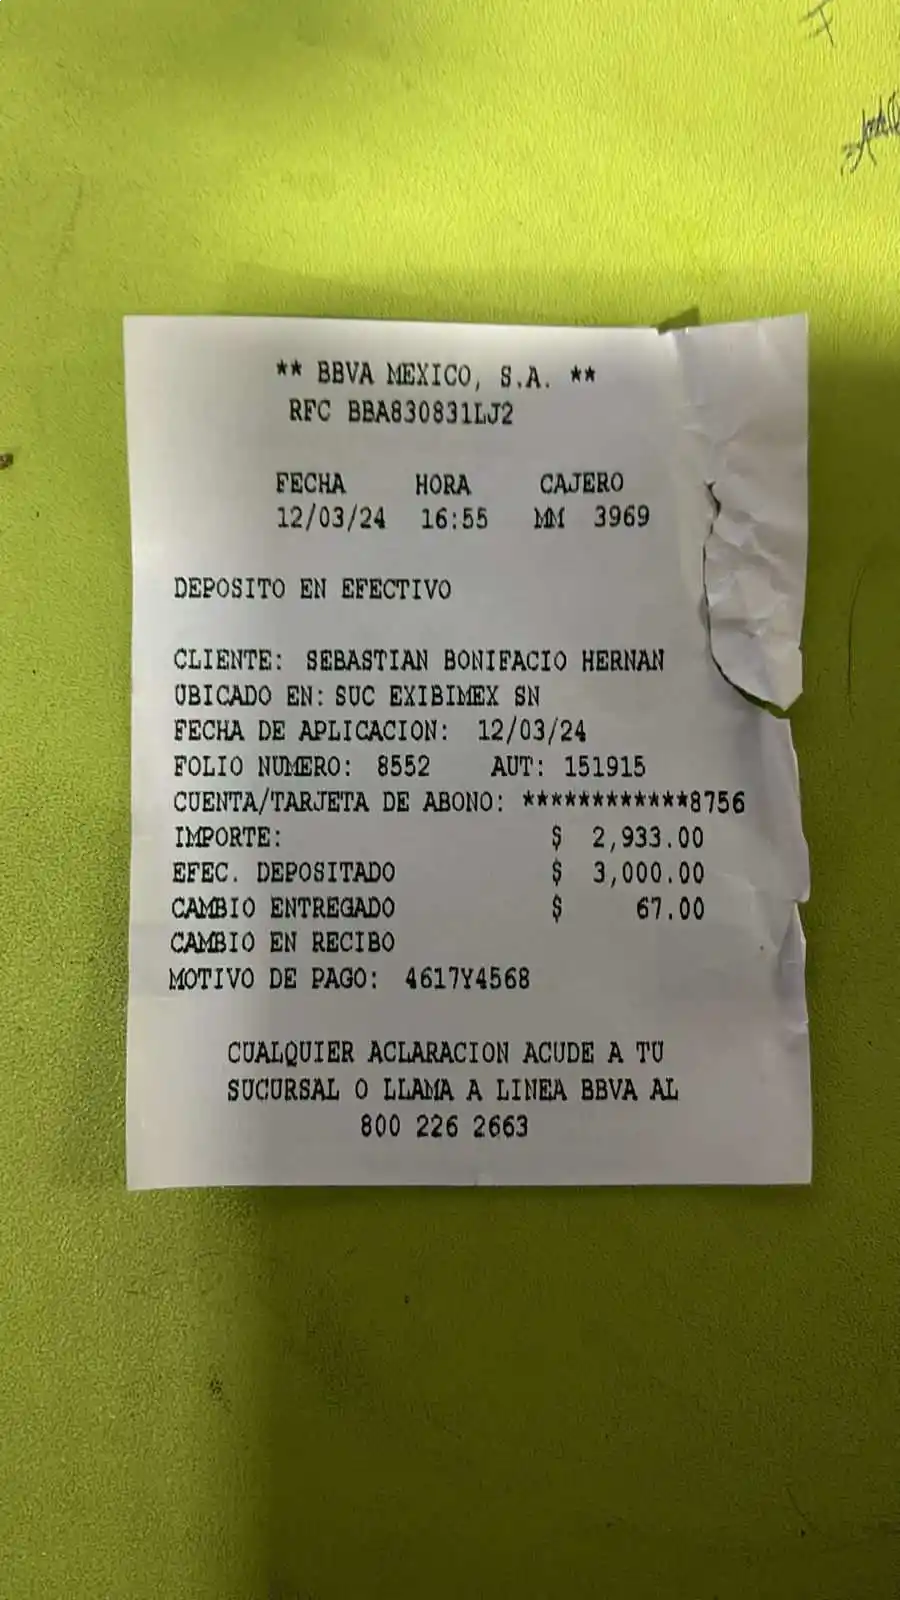 ** BBVA MEXICO, S.A. **
RFC BBA830831LJ2
FECHA HORA CAJERO
12/03/24 16:55 MM 3969
DEPOSITO EN EFECTIVO
CLIENTE: SEBASTIAN BONIFACIO HERNAN
UBICADO EN: SUC EXIBIMEX SN
FECHA DE APLICACION: 12/03/24
FOLIO NUMERO: 8552 AUT: 151915
CUENTA/TARJETA DE ABONO: ************8756
IMPORTE: $ 2,933.00
EFEC. DEPOSITADO $ 3,000.00
CAMBIO ENTREGADO $ 67.00
CAMBIO EN RECIBO
MOTIVO DE PAGO: 4617Y4568
CUALQUIER ACLARACION ACUDE A TU
SUCURSAL O LLAMA A LINEA BBVA AL
800 226 2663